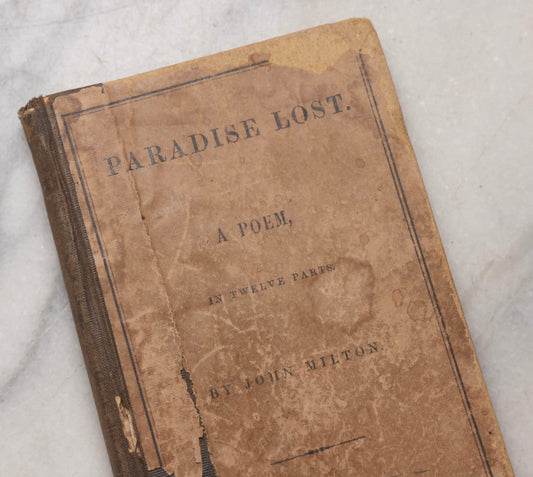 PARADISE LOST.
A POEM,
IN TWELVE PARTS.
BY JOHN MILTON.